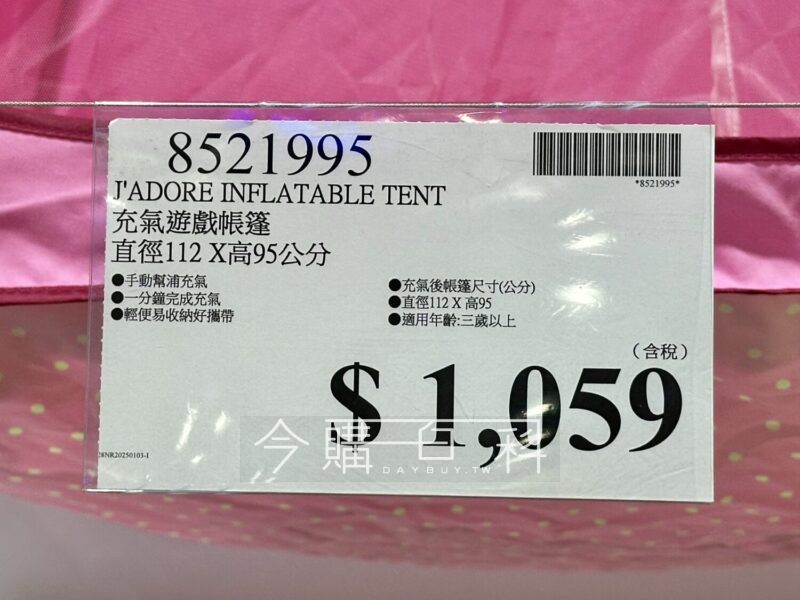 8521995
*8521995*
J'ADORE INFLATABLE TENT
充氣遊戲帳篷
直徑112 X高95公分
●手動幫浦充氣
●一分鐘完成充氣
●輕便易收納好攜帶
●充氣後帳篷尺寸(公分)
●直徑112 X 高95
●適用年齡:三歲以上
(含稅)
$ 1,059
今購百科
DAYBUY.TW
28NR20250103-1